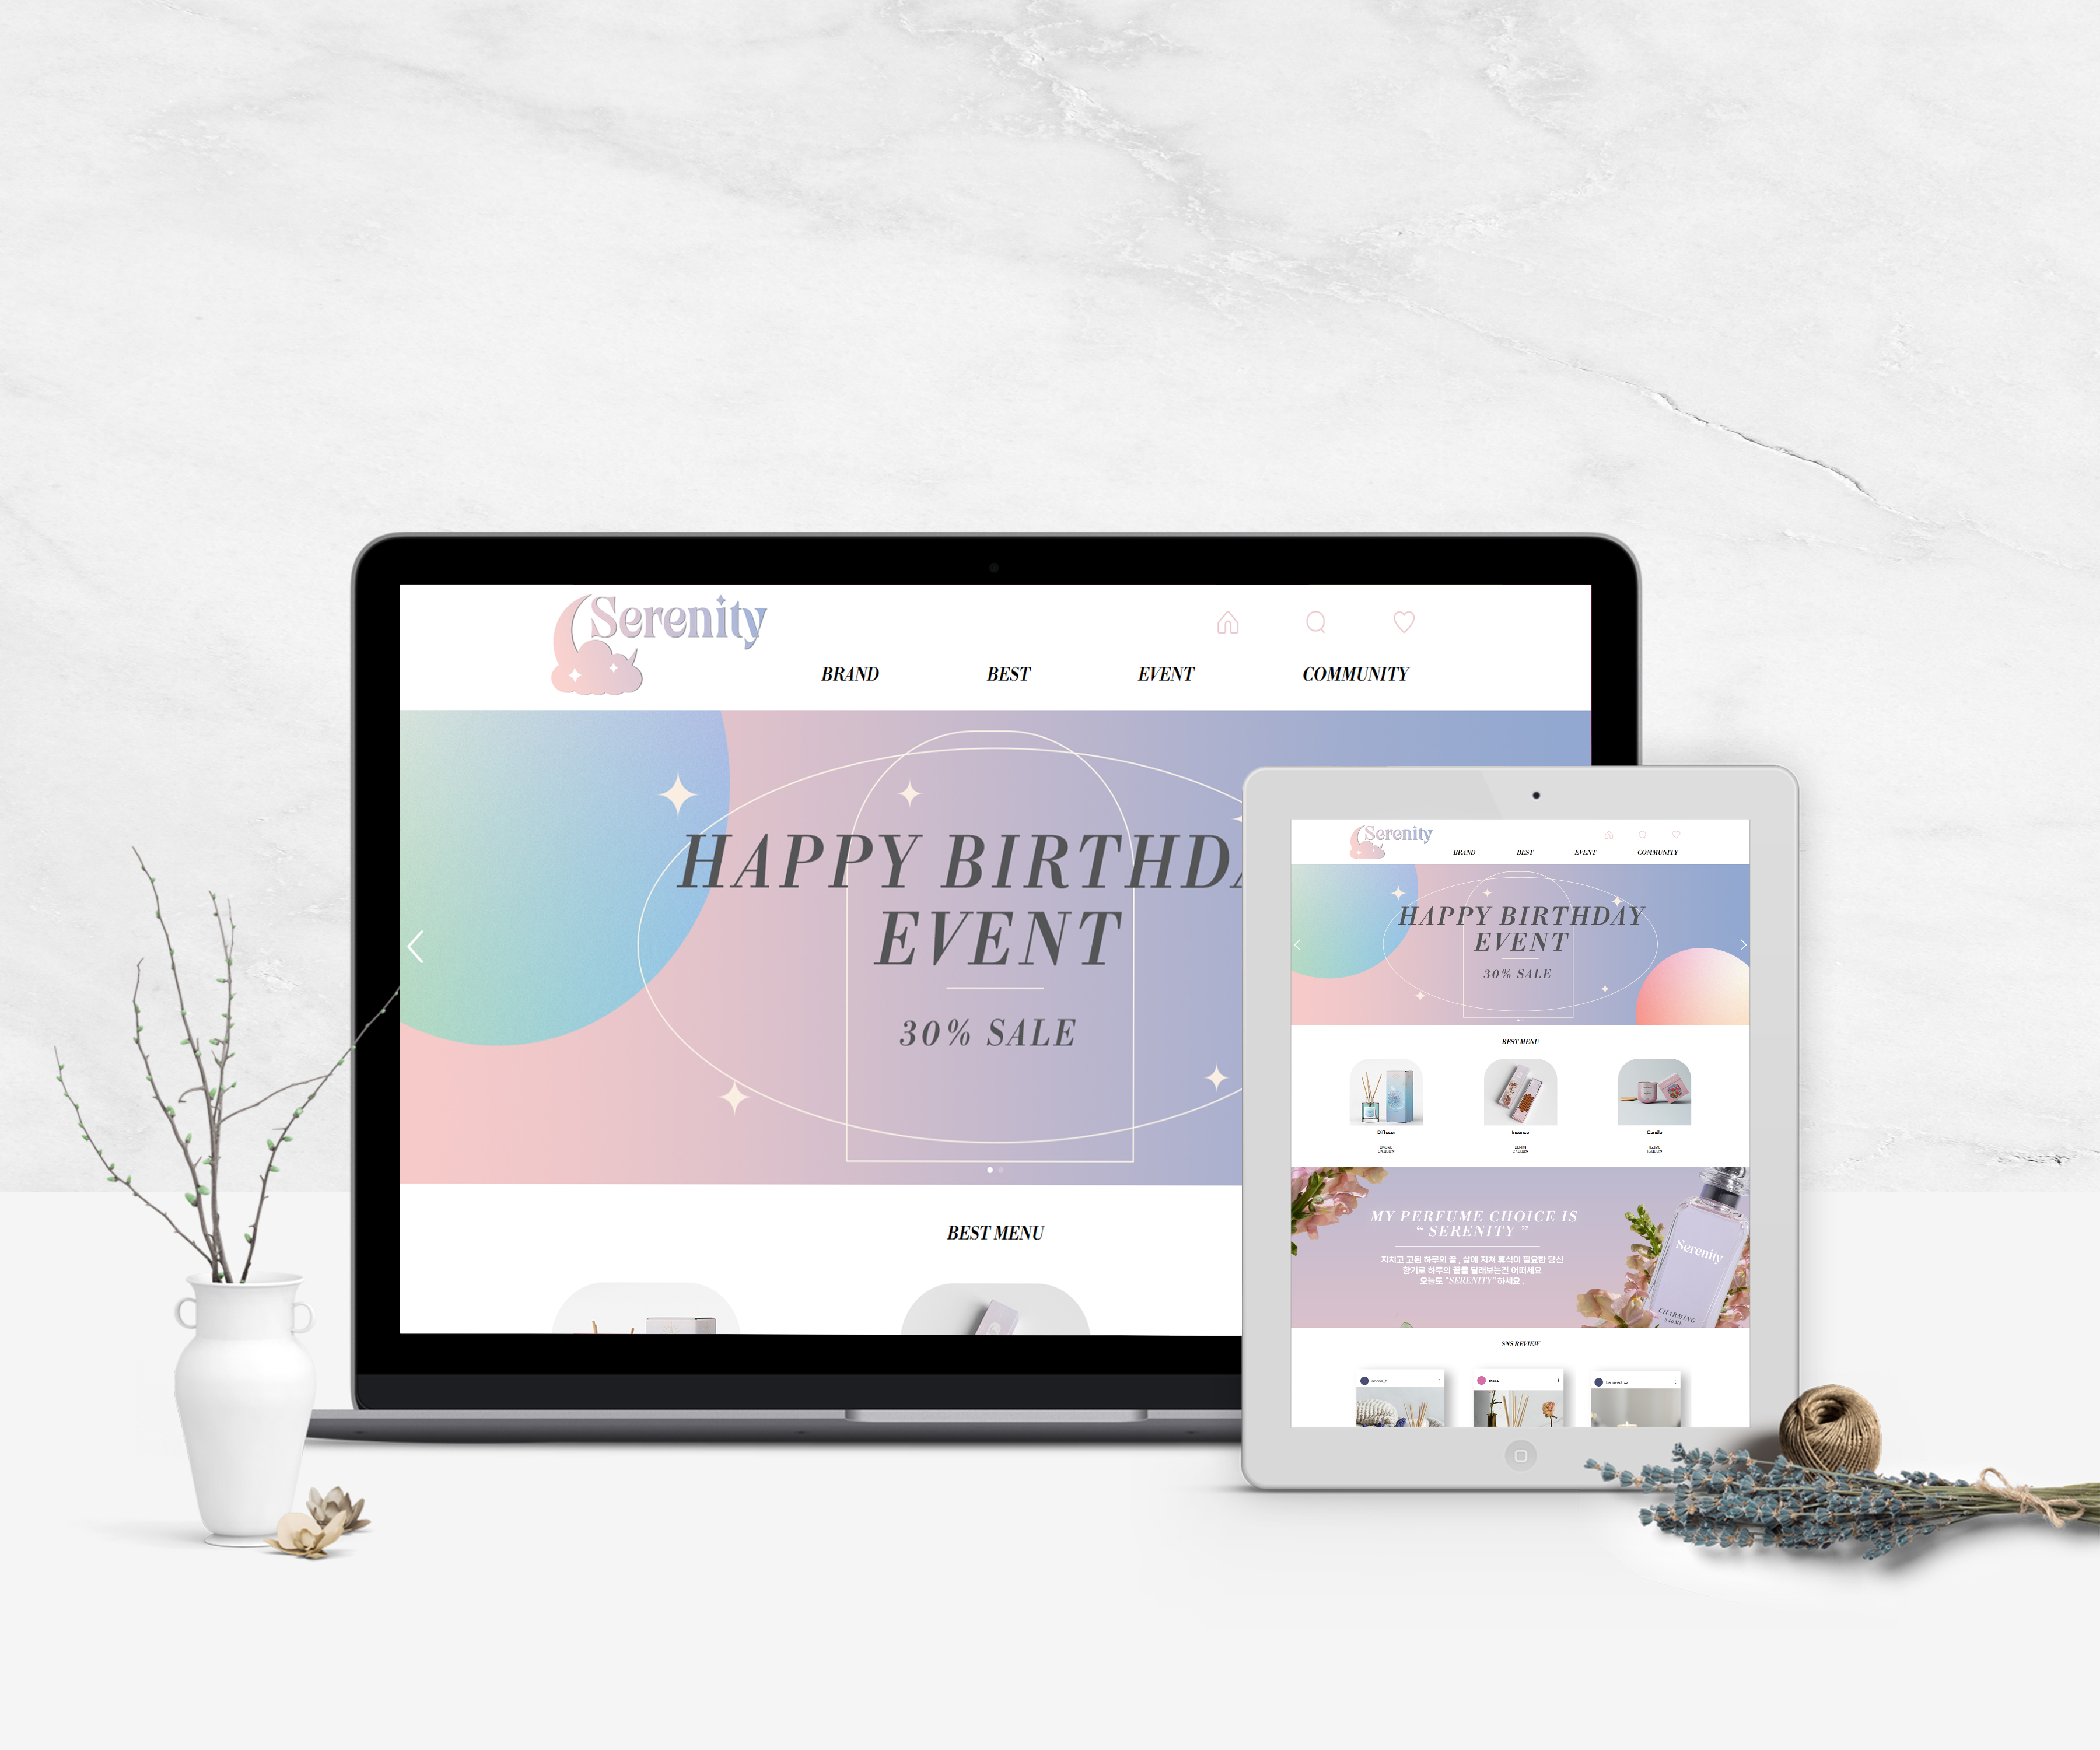 Serenity
BRAND BEST EVENT COMMUNITY
HAPPY BIRTHDA
EVENT
30% SALE
BEST MENU
Serenity
BRAND BEST EVENT COMMUNITY
HAPPY BIRTHDAY
EVENT
30% SALE
BEST MENU
Diffuser Incense Candle
MY PERFUME CHOICE IS
“ SERENITY ”
지치고 고된 하루의 끝 , 삶에 지쳐 휴식이 필요한 당신
향기로 하루의 끝을 달래보는건 어떠세요
오늘도 “SERENITY” 하세요 .
Serenity
CHARMING
SNS REVIEW